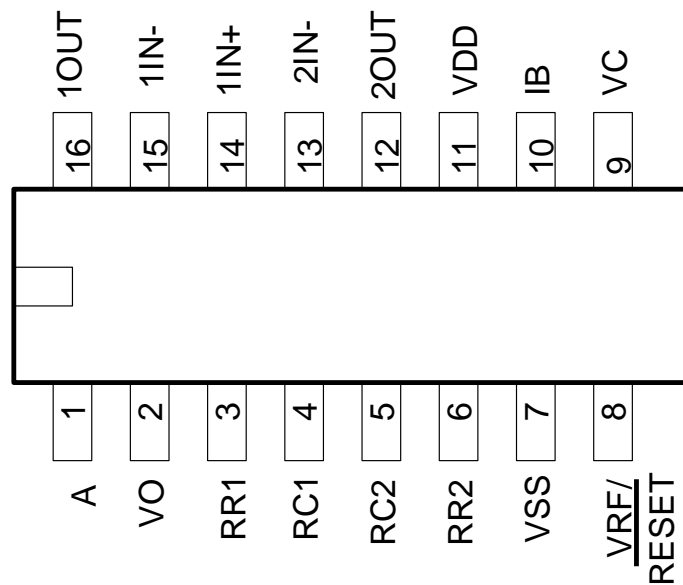 1OUT
1IN-
1IN+
2IN-
2OUT
VDD
IB
VC
16
15
14
13
12
11
10
9
1
2
3
4
5
6
7
8
A
VO
RR1
RC1
RC2
RR2
VSS
VRF/
RESET